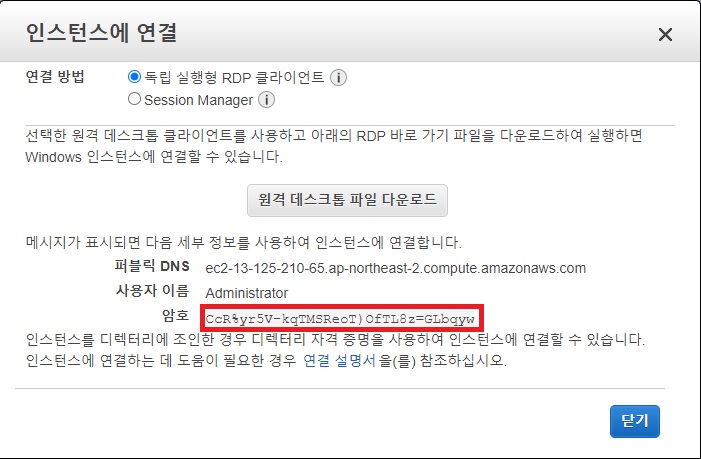 인스턴스에 연결
연결 방법
독립 실행형 RDP 클라이언트
Session Manager
선택한 원격 데스크톱 클라이언트를 사용하고 아래의 RDP 바로 가기 파일을 다운로드하여 실행하면
Windows 인스턴스에 연결할 수 있습니다.
원격 데스크톱 파일 다운로드
메시지가 표시되면 다음 세부 정보를 사용하여 인스턴스에 연결합니다.
퍼블릭 DNS ec2-13-125-210-65.ap-northeast-2.compute.amazonaws.com
사용자 이름 Administrator
암호 CcR%yr5V-kqTMSReoT)OfTL8z=GLbqyw
인스턴스를 디렉터리에 조인한 경우 디렉터리 자격 증명을 사용하여 인스턴스에 연결할 수 있습니다.
인스턴스에 연결하는 데 도움이 필요한 경우 연결 설명서을(를) 참조하십시오.
닫기